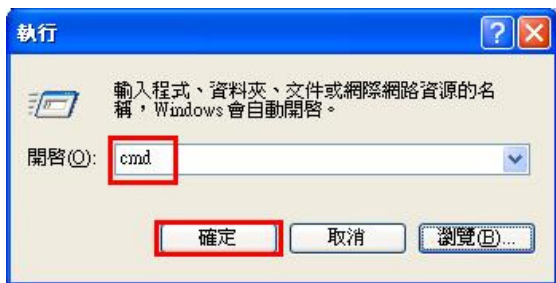 執行
輸入程式、資料夾、文件或網際網路資源的名
稱，Windows 會自動開啓。
開啓(O): cmd
確定 取消 瀏覽(B)...